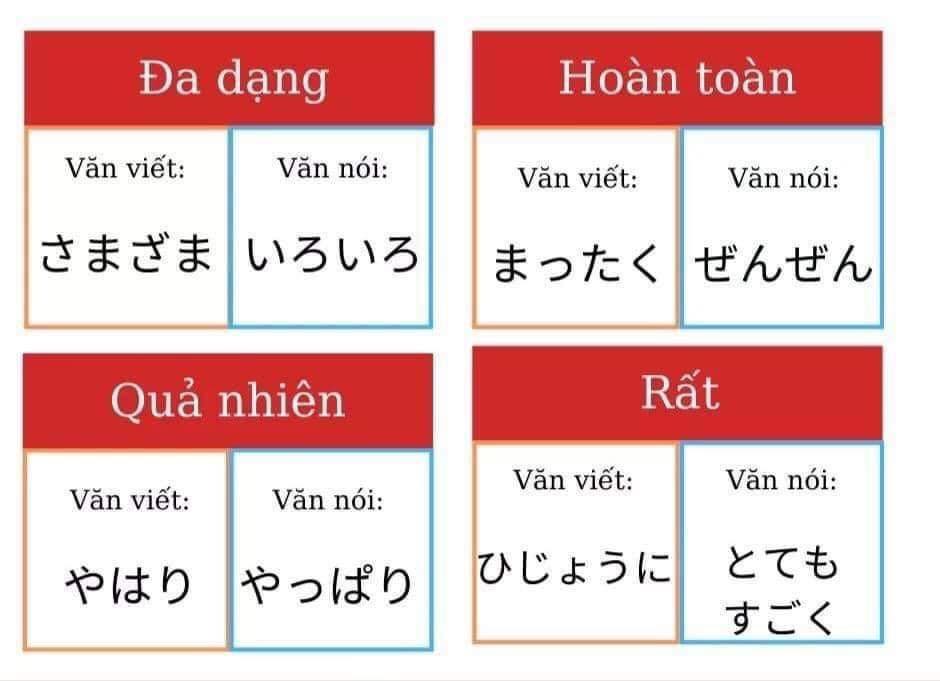 Đa dạng
Văn viết:
さまざま
Văn nói:
いろいろ
Hoàn toàn
Văn viết:
まったく
Văn nói:
ぜんぜん
Quả nhiên
Văn viết:
やはり
Văn nói:
やっぱり
Rất
Văn viết:
ひじょうに
Văn nói:
とても
すごく